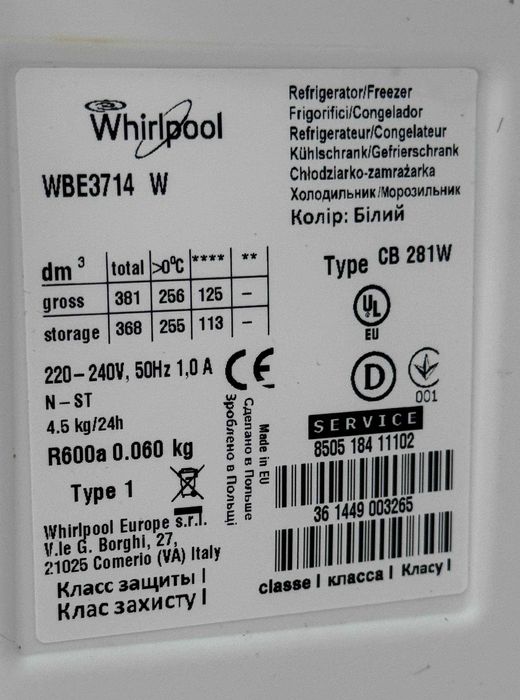 Whirlpool
WBE3714 W
Refrigerator/Freezer
Frigorifici/Congelador
Refrigerateur/Congelateur
Kühlschrank/Gefrierschrank
Chłodziarko-zamrażarka
Холодильник/Морозильник
Колір: Білий
dm³ total >0°C **** **
gross 381 256 125 –
storage 368 255 113 –
Type CB 281W
UL
EU
220–240V, 50Hz 1,0 A
CE
N–ST
4.5 kg/24h
R600a 0.060 kg
Type 1
D
001
SERVICE
8505 184 11102
Made in EU
Сделано в Польше
Зроблено в Польщі
36 1449 003265
Whirlpool Europe s.r.l.
V.le G. Borghi, 27,
21025 Comerio (VA) Italy
Класс защиты I
Клас захисту I
classe I класса I Класу I